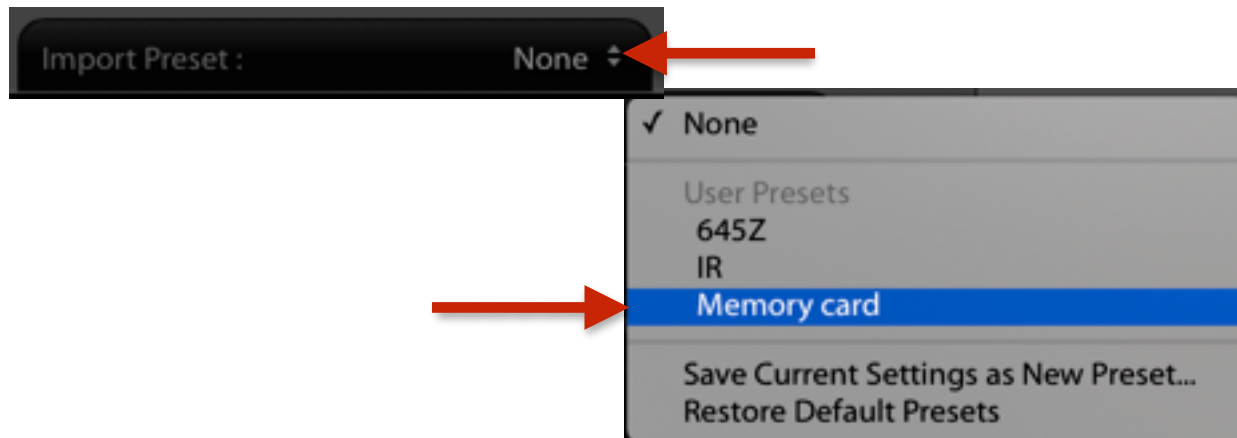 Import Preset : None
✓ None
User Presets
645Z
IR
Memory card
Save Current Settings as New Preset...
Restore Default Presets